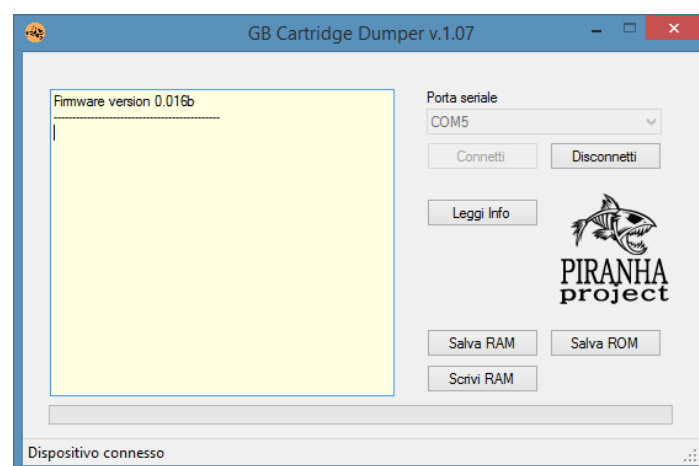 GB Cartridge Dumper v.1.07
Firmware version 0.016b
--------------------------------------------
Porta seriale
COM5
Connetti
Disconnetti
Leggi Info
PIRANHA
project
Salva RAM
Salva ROM
Scrivi RAM
Dispositivo connesso